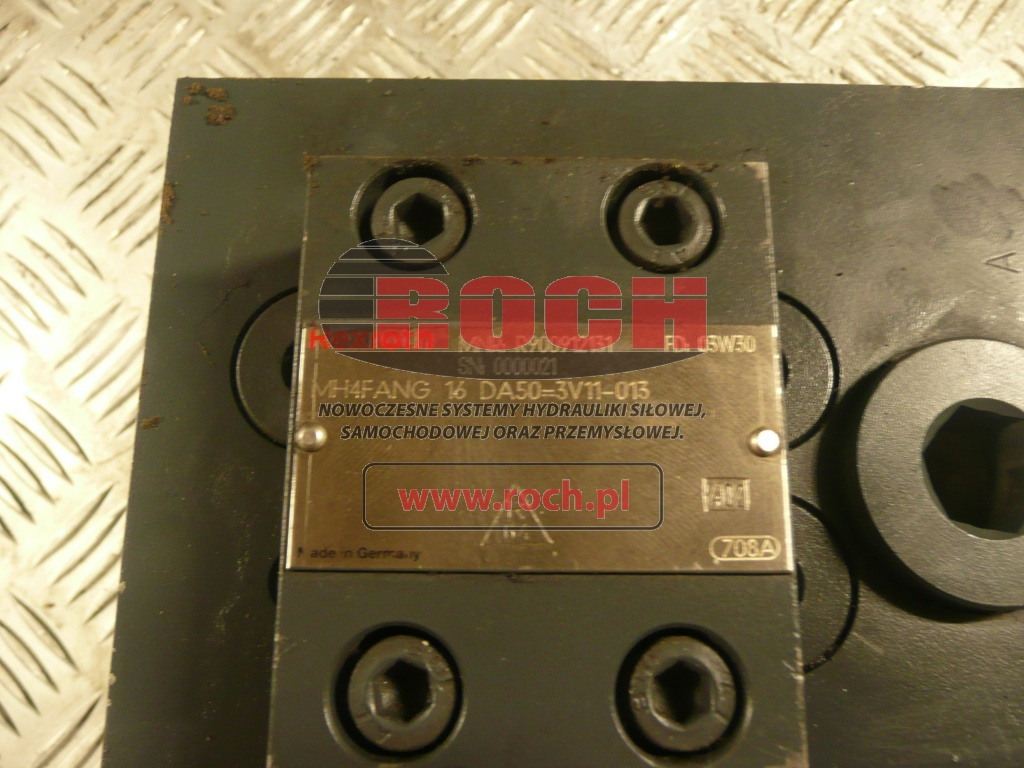 ROCH
FD: 03W30
SN: 0000021
MH4FANG 16 DA50-3V11-013
NOWOCZESNE SYSTEMY HYDRAULIKI SIŁOWEJ,
SAMOCHODOWEJ ORAZ PRZEMYSŁOWEJ.
www.roch.pl
Made in Germany
708A
A